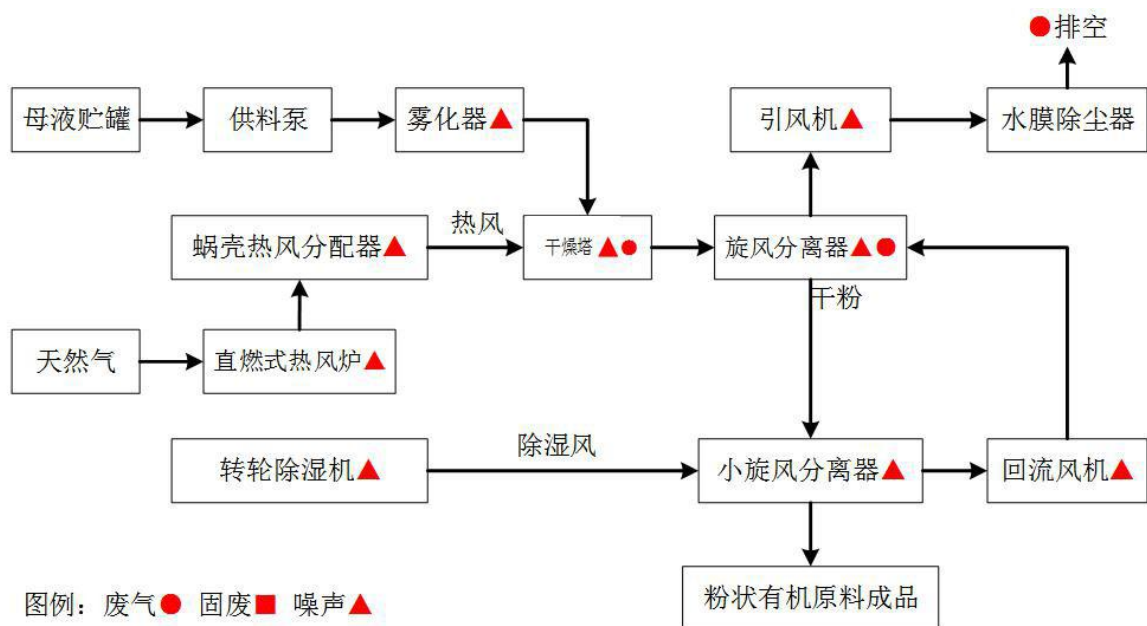 排空
母液贮罐
供料泵
雾化器
引风机
水膜除尘器
热风
蜗壳热风分配器
干燥塔
旋风分离器
干粉
天然气
直燃式热风炉
除湿风
转轮除湿机
小旋风分离器
回流风机
粉状有机原料成品
图例：废气 固废 噪声